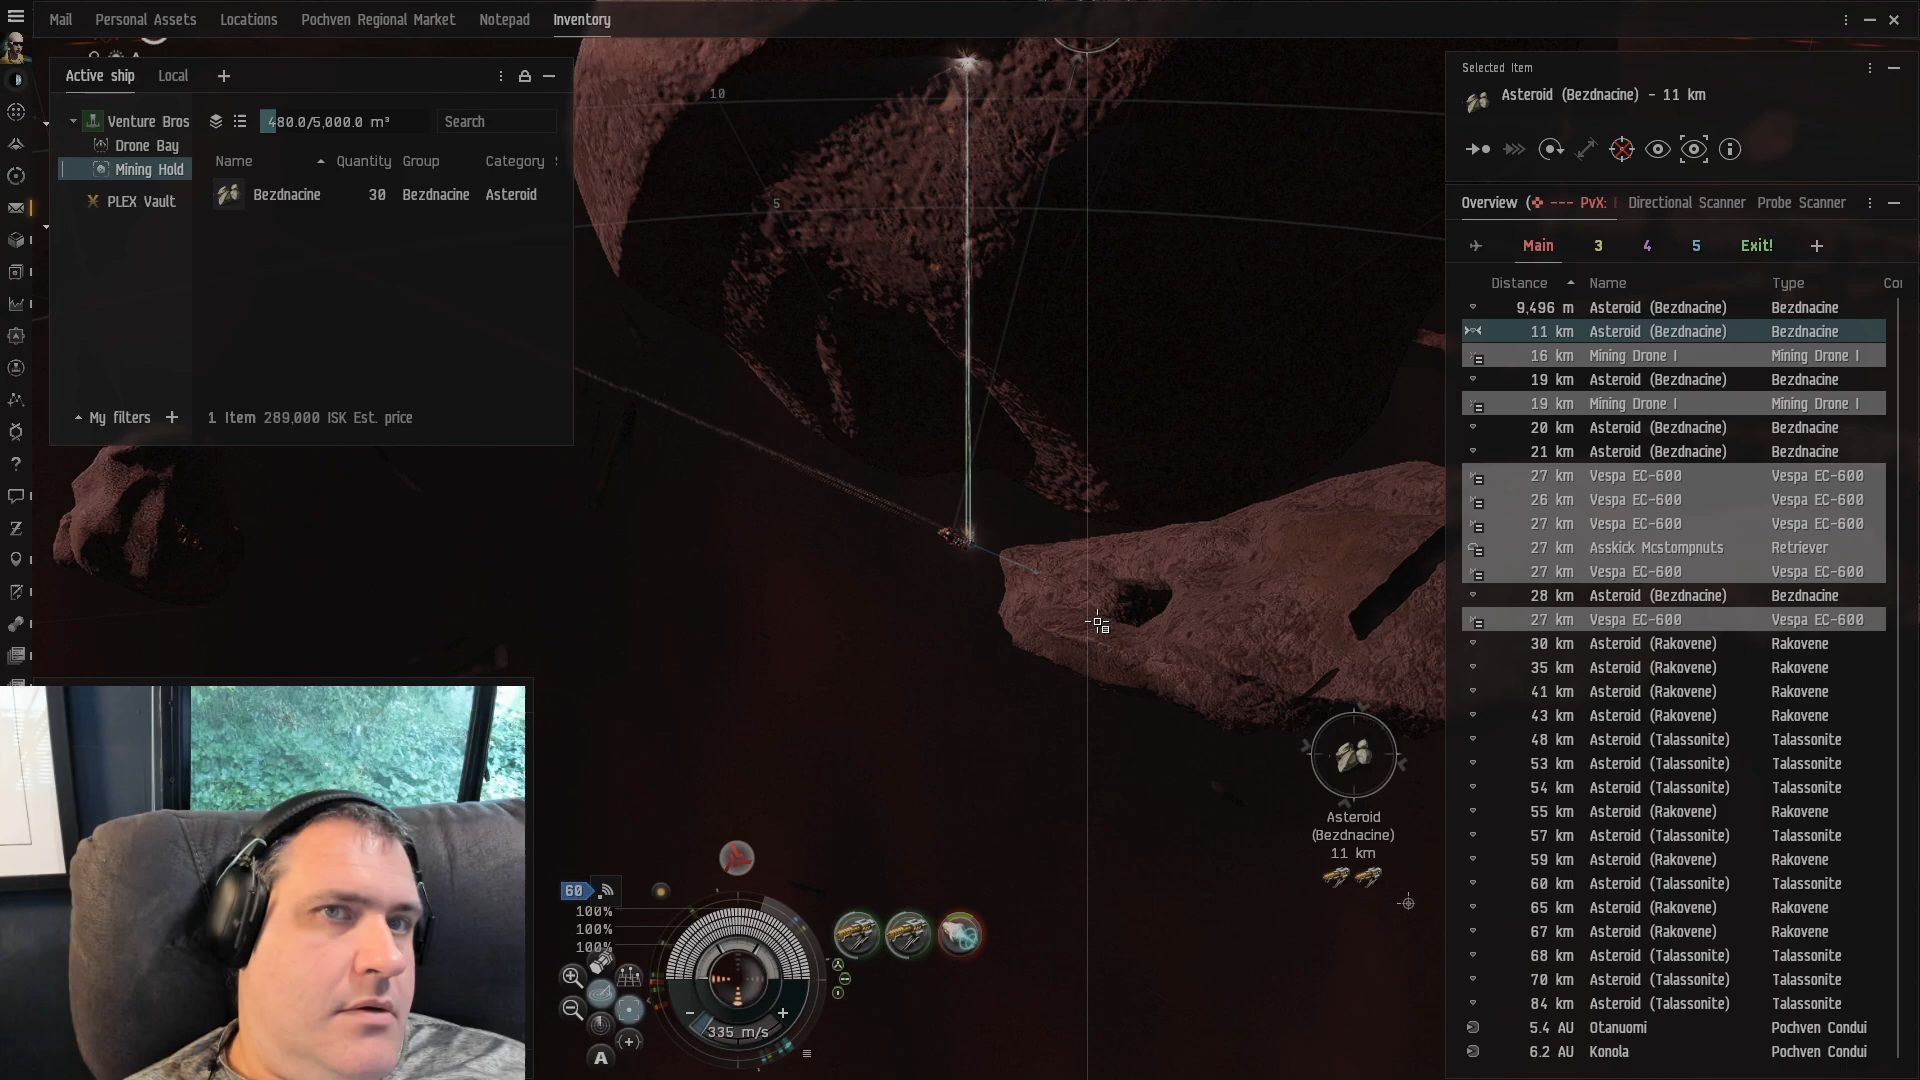 Mail Personal Assets Locations Pochven Regional Market Notepad Inventory
Active ship Local
Venture Bros
Drone Bay
Mining Hold
PLEX Vault
480.0/5,000.0 m³ Search
Name Quantity Group Category
Bezdnacine 30 Bezdnacine Asteroid
My filters 1 Item 289,000 ISK Est. price
10
5
Selected Item
Asteroid (Bezdnacine) - 11 km
Overview ( --- PvX: Directional Scanner Probe Scanner
Main 3 4 5 Exit!
Distance Name Type Co
9,496 m Asteroid (Bezdnacine) Bezdnacine
11 km Asteroid (Bezdnacine) Bezdnacine
16 km Mining Drone I Mining Drone I
19 km Asteroid (Bezdnacine) Bezdnacine
19 km Mining Drone I Mining Drone I
20 km Asteroid (Bezdnacine) Bezdnacine
21 km Asteroid (Bezdnacine) Bezdnacine
27 km Vespa EC-600 Vespa EC-600
26 km Vespa EC-600 Vespa EC-600
27 km Vespa EC-600 Vespa EC-600
27 km Asskick Mcstompnuts Retriever
27 km Vespa EC-600 Vespa EC-600
28 km Asteroid (Bezdnacine) Bezdnacine
27 km Vespa EC-600 Vespa EC-600
30 km Asteroid (Rakovene) Rakovene
35 km Asteroid (Rakovene) Rakovene
41 km Asteroid (Rakovene) Rakovene
43 km Asteroid (Rakovene) Rakovene
48 km Asteroid (Talassonite) Talassonite
53 km Asteroid (Talassonite) Talassonite
54 km Asteroid (Talassonite) Talassonite
55 km Asteroid (Rakovene) Rakovene
57 km Asteroid (Talassonite) Talassonite
59 km Asteroid (Rakovene) Rakovene
60 km Asteroid (Talassonite) Talassonite
65 km Asteroid (Rakovene) Rakovene
67 km Asteroid (Rakovene) Rakovene
68 km Asteroid (Talassonite) Talassonite
70 km Asteroid (Talassonite) Talassonite
84 km Asteroid (Talassonite) Talassonite
5.4 AU Otanuomi Pochven Condui
6.2 AU Konola Pochven Condui
Asteroid
(Bezdnacine)
11 km
60
100%
100%
100%
335 m/s
A